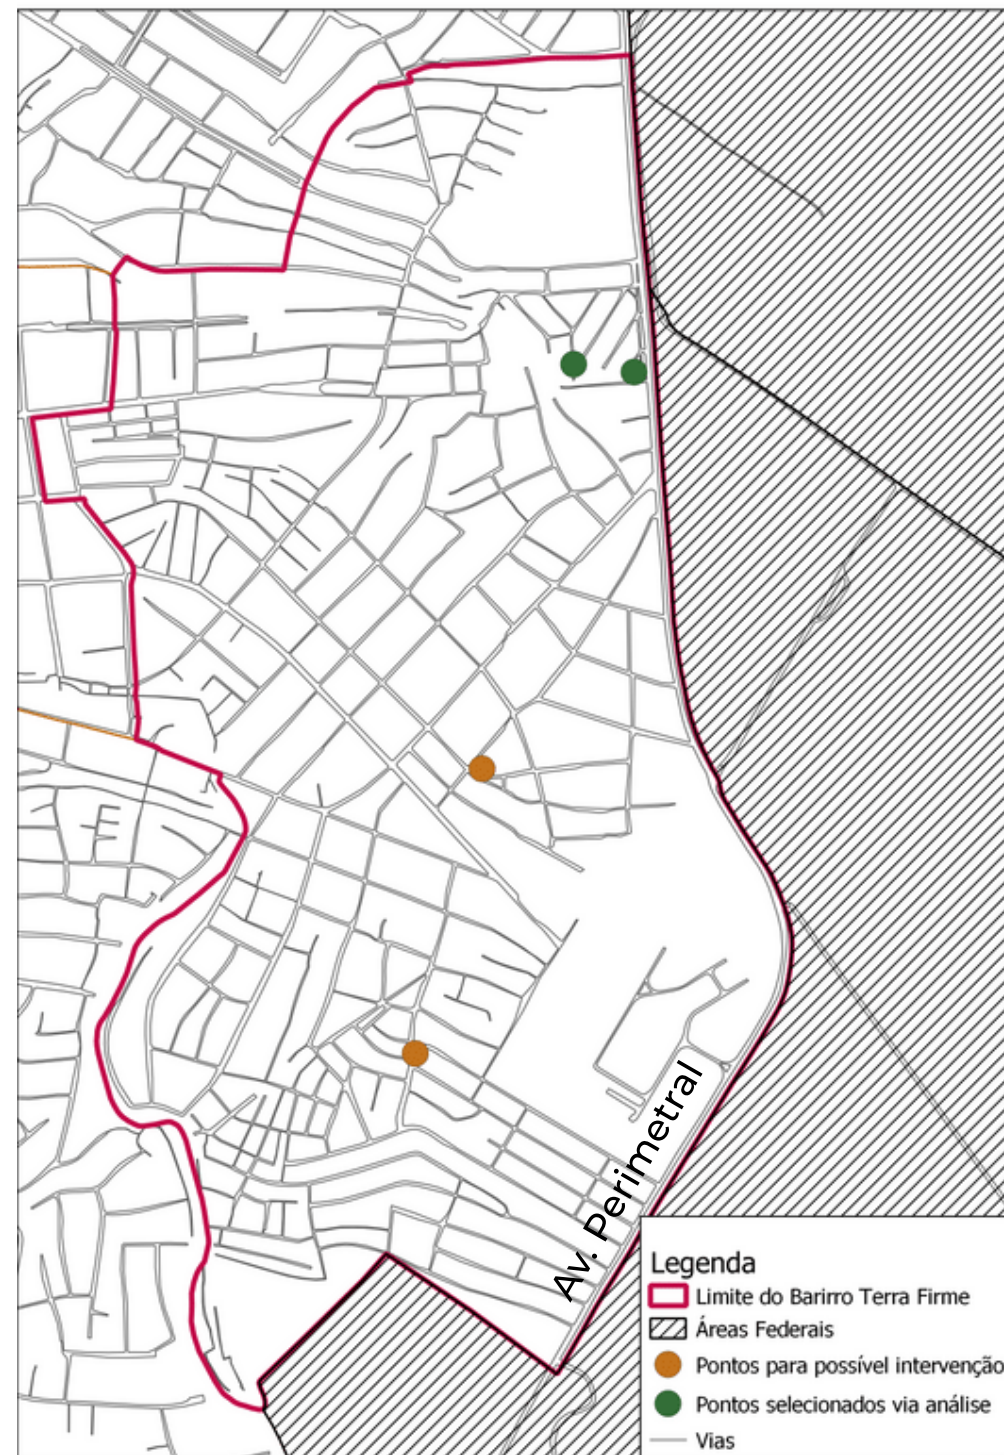 Av. Perimetral
Legenda
Limite do Barirro Terra Firme
Áreas Federais
Pontos para possível intervenção
Pontos selecionados via análise
Vias